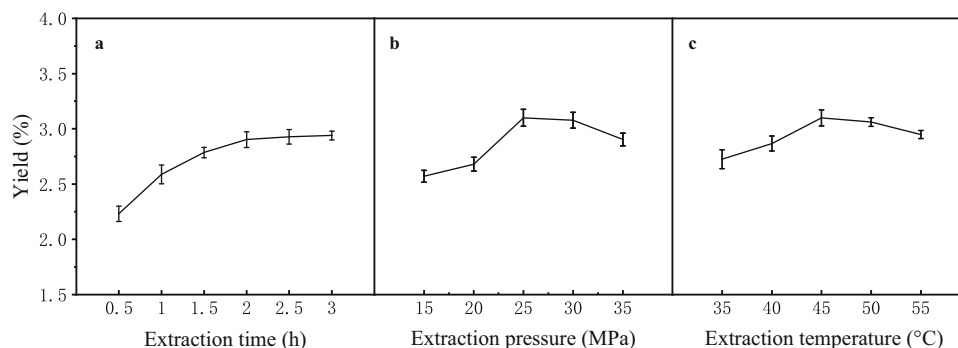 4.0
3.5
3.0
2.5
2.0
1.5
Yield (%)
a
0.5 1 1.5 2 2.5 3
Extraction time (h)
b
15 20 25 30 35
Extraction pressure (MPa)
c
35 40 45 50 55
Extraction temperature (°C)